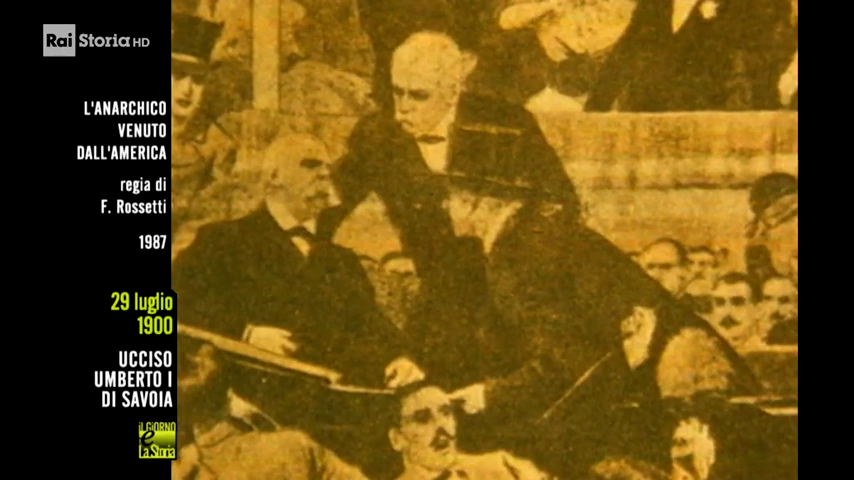 Rai Storia HD
L'ANARCHICO
VENUTO
DALL'AMERICA
regia di
F. Rossetti
1987
29 luglio
1900
UCCISO
UMBERTO I
DI SAVOIA
iL GiORNO
e
La Storia